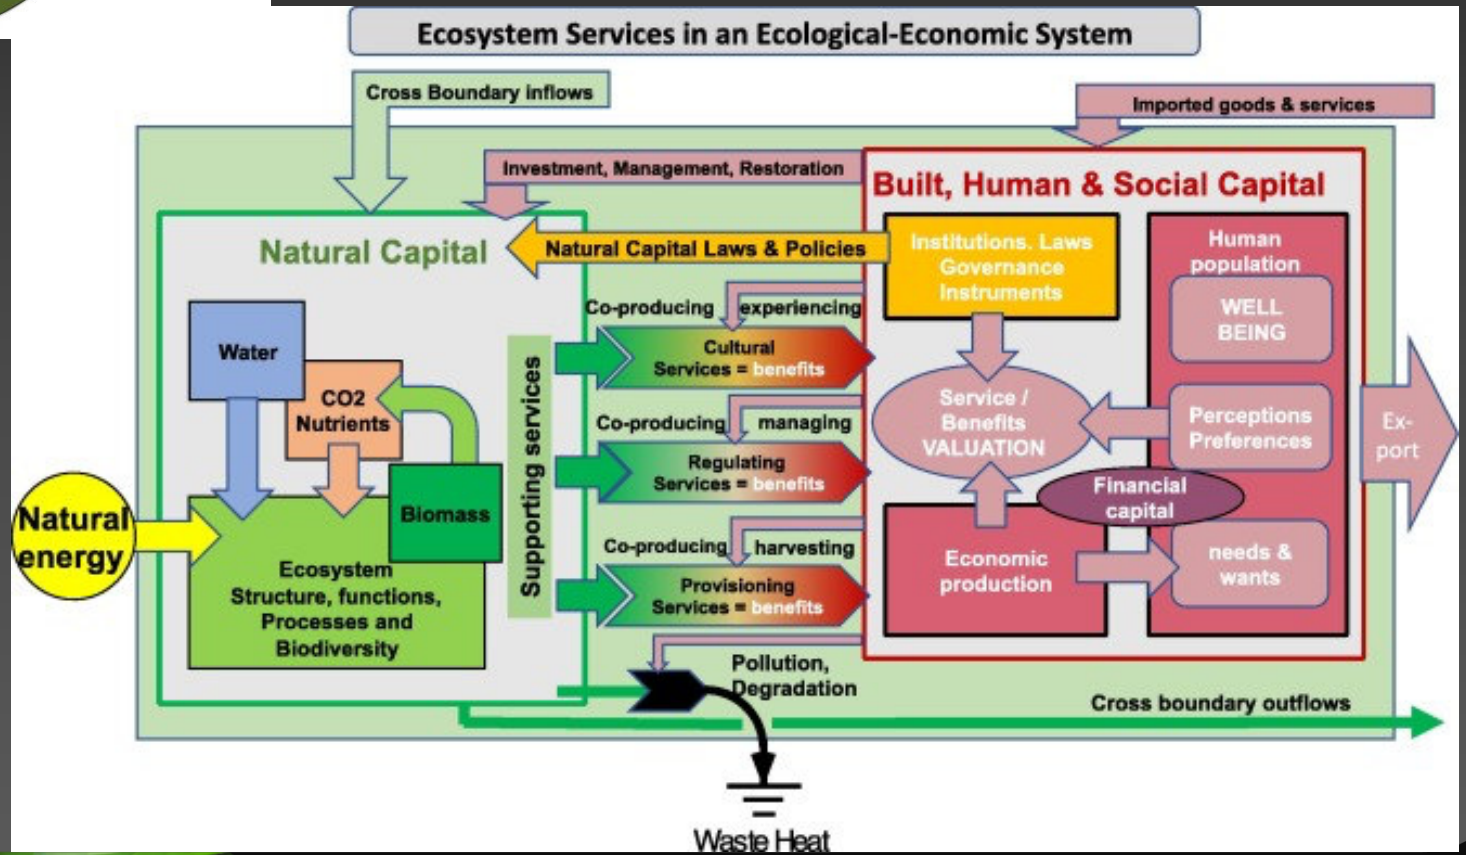 Ecosystem Services in an Ecological-Economic System
Cross Boundary inflows
Imported goods & services
Investment, Management, Restoration
Built, Human & Social Capital
Natural Capital
Natural Capital Laws & Policies
Institutions. Laws
Governance
Instruments
Human
population
WELL
BEING
Co-producing experiencing
Water
Cultural
Services = benefits
CO2
Nutrients
Supporting services
Service /
Benefits
VALUATION
Perceptions
Preferences
Ex-
port
Co-producing managing
Regulating
Services = benefits
Financial
capital
Biomass
Natural
energy
Co-producing harvesting
Economic
production
needs &
wants
Ecosystem
Structure, functions,
Processes and
Biodiversity
Provisioning
Services = benefits
Pollution,
Degradation
Cross boundary outflows
Waste Heat